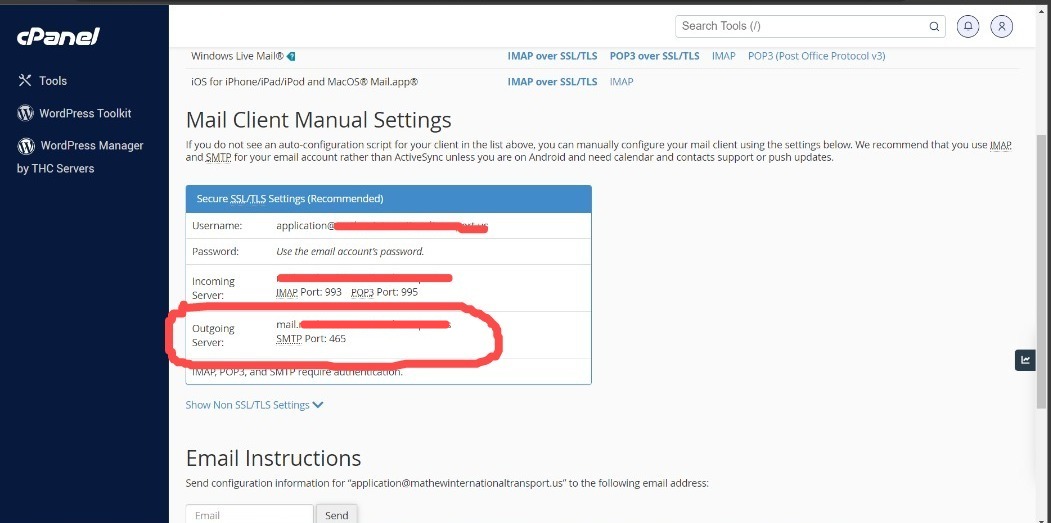 cPanel
Search Tools (/)
Tools
WordPress Toolkit
WordPress Manager
by THC Servers
Windows Live Mail® IMAP over SSL/TLS POP3 over SSL/TLS IMAP POP3 (Post Office Protocol v3)
iOS for iPhone/iPad/iPod and MacOS® Mail.app® IMAP over SSL/TLS IMAP
Mail Client Manual Settings
If you do not see an auto-configuration script for your client in the list above, you can manually configure your mail client using the settings below. We recommend that you use IMAP
and SMTP for your email account rather than ActiveSync unless you are on Android and need calendar and contacts support or push updates.
Secure SSL/TLS Settings (Recommended)
Username: application@
Password: Use the email account's password.
Incoming
Server:
IMAP Port: 993 POP3 Port: 995
Outgoing
Server:
mail.
SMTP Port: 465
IMAP, POP3, and SMTP require authentication.
Show Non SSL/TLS Settings
Email Instructions
Send configuration information for "application@mathewinternationaltransport.us" to the following email address:
Email Send